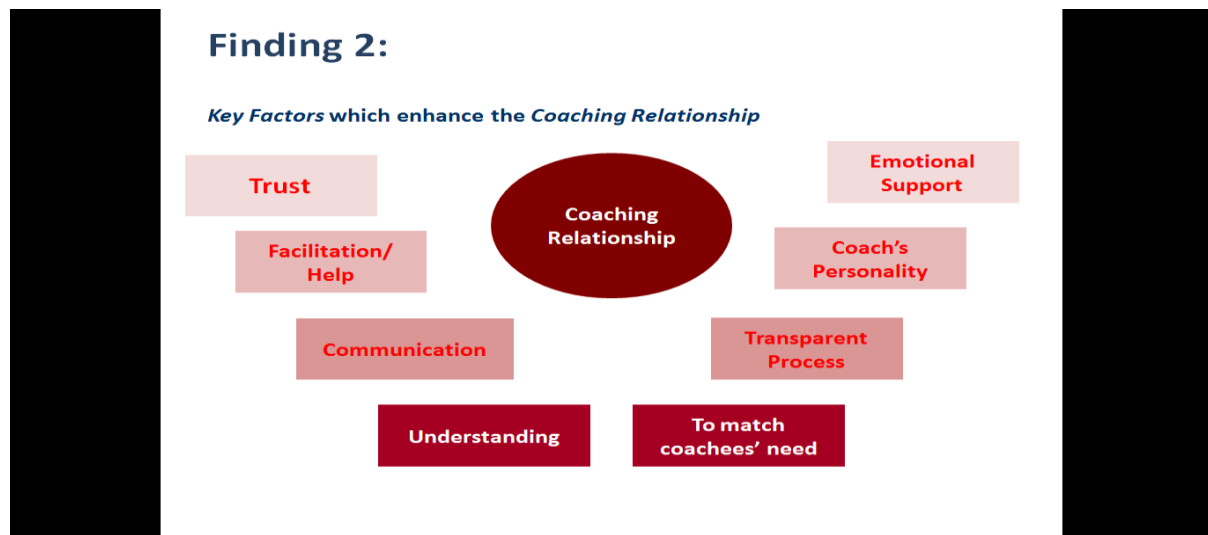 Finding 2:
Key Factors which enhance the Coaching Relationship
Trust
Facilitation/
Help
Communication
Understanding
Coaching
Relationship
Emotional
Support
Coach’s
Personality
Transparent
Process
To match
coachees’ need